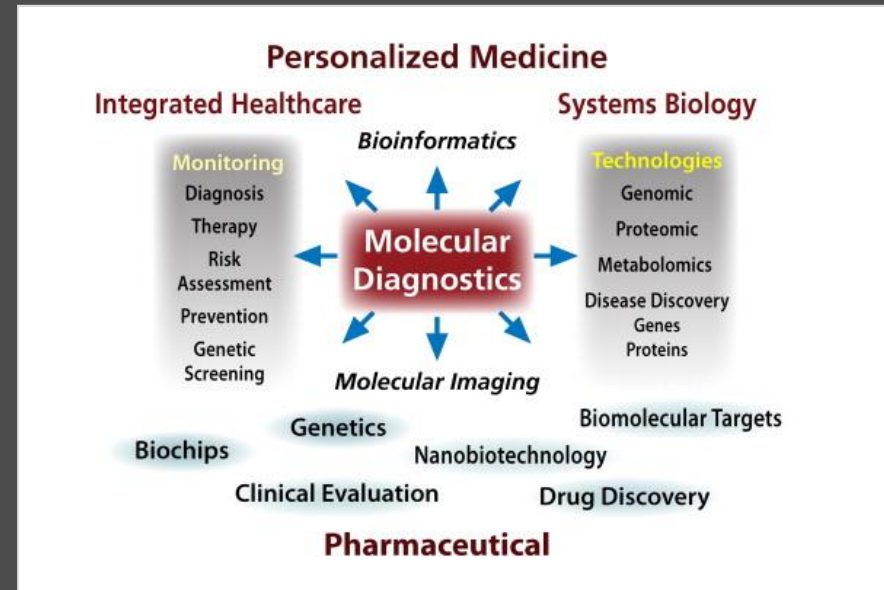 Personalized Medicine
Integrated Healthcare
Systems Biology
Bioinformatics
Monitoring
Diagnosis
Therapy
Risk
Assessment
Prevention
Genetic
Screening
Molecular
Diagnostics
Technologies
Genomic
Proteomic
Metabolomics
Disease Discovery
Genes
Proteins
Molecular Imaging
Biochips
Genetics
Biomolecular Targets
Nanobiotechnology
Clinical Evaluation
Drug Discovery
Pharmaceutical